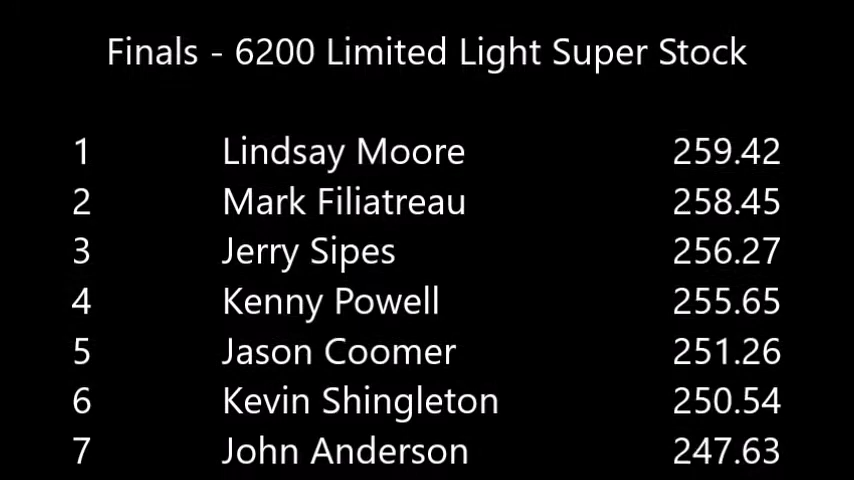 Finals - 6200 Limited Light Super Stock
1 Lindsay Moore 259.42
2 Mark Filiatreau 258.45
3 Jerry Sipes 256.27
4 Kenny Powell 255.65
5 Jason Coomer 251.26
6 Kevin Shingleton 250.54
7 John Anderson 247.63